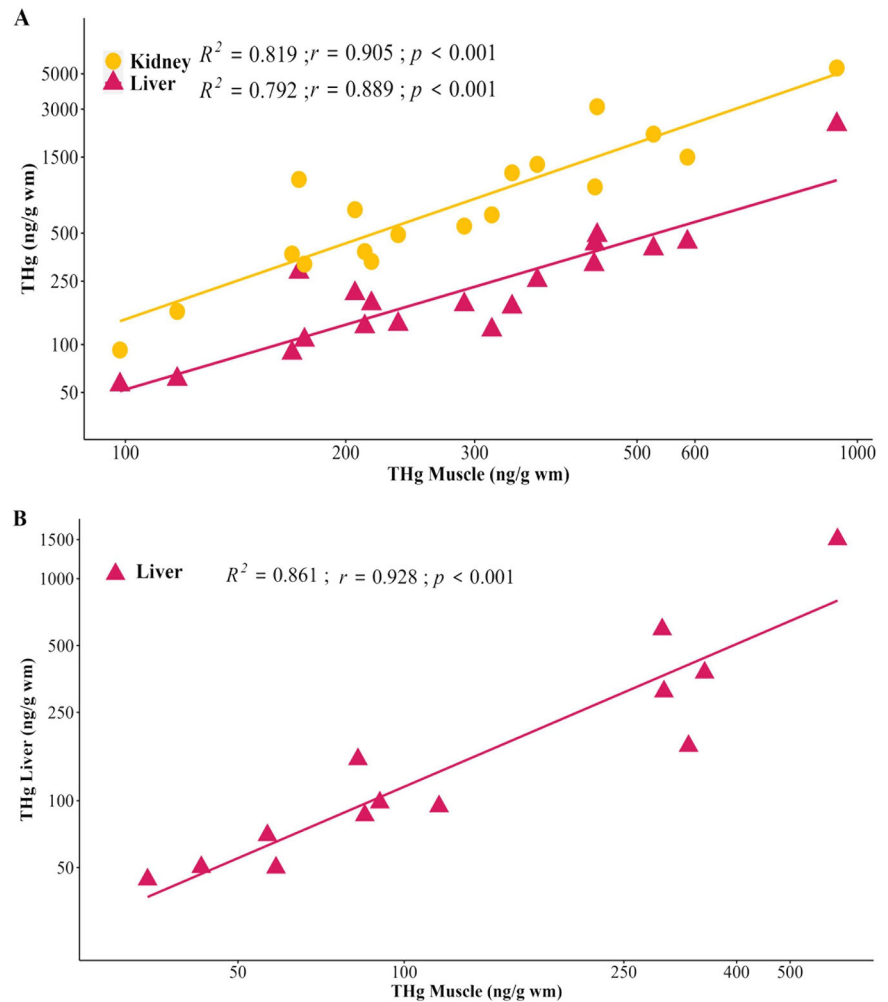 A
Kidney R² = 0.819 ; r = 0.905 ; p < 0.001
Liver R² = 0.792 ; r = 0.889 ; p < 0.001
5000
3000
1500
500
250
100
50
THg (ng/g wm)
100 200 300 500 600 1000
THg Muscle (ng/g wm)
B
Liver R² = 0.861 ; r = 0.928 ; p < 0.001
1500
1000
500
250
100
50
THg Liver (ng/g wm)
50 100 250 400 500
THg Muscle (ng/g wm)